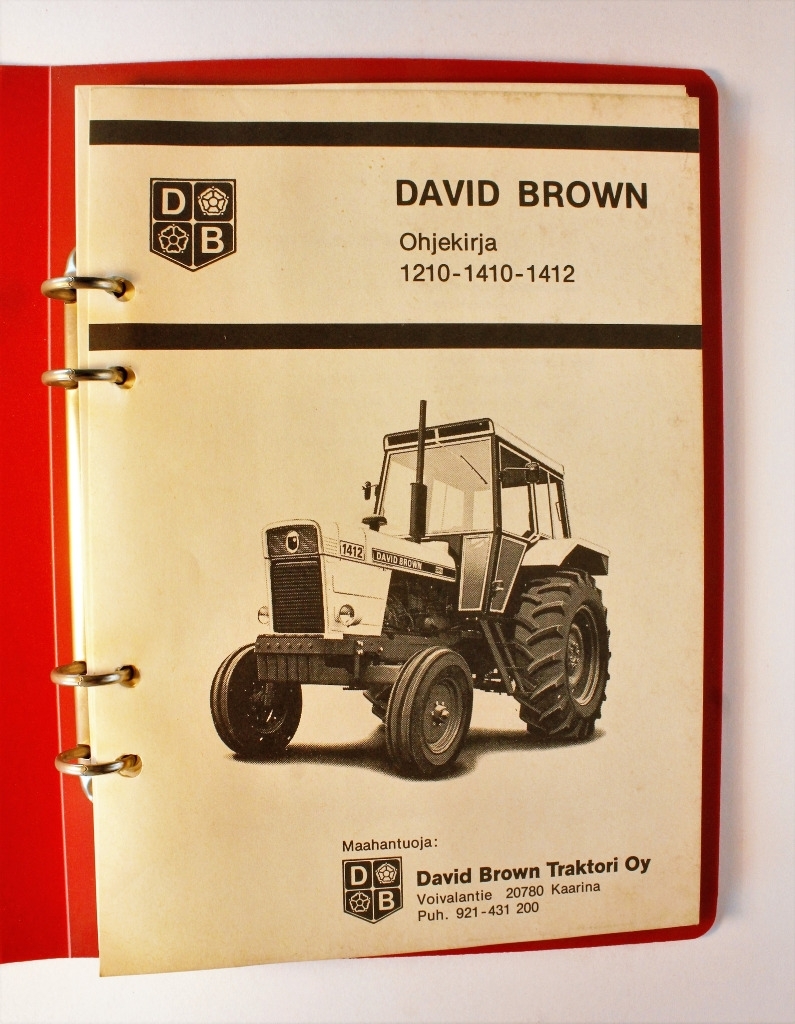 D
B
DAVID BROWN
Ohjekirja
1210-1410-1412
1412 DAVID BROWN
Maahantuoja:
D
B
David Brown Traktori Oy
Voivalantie 20780 Kaarina
Puh. 921-431 200